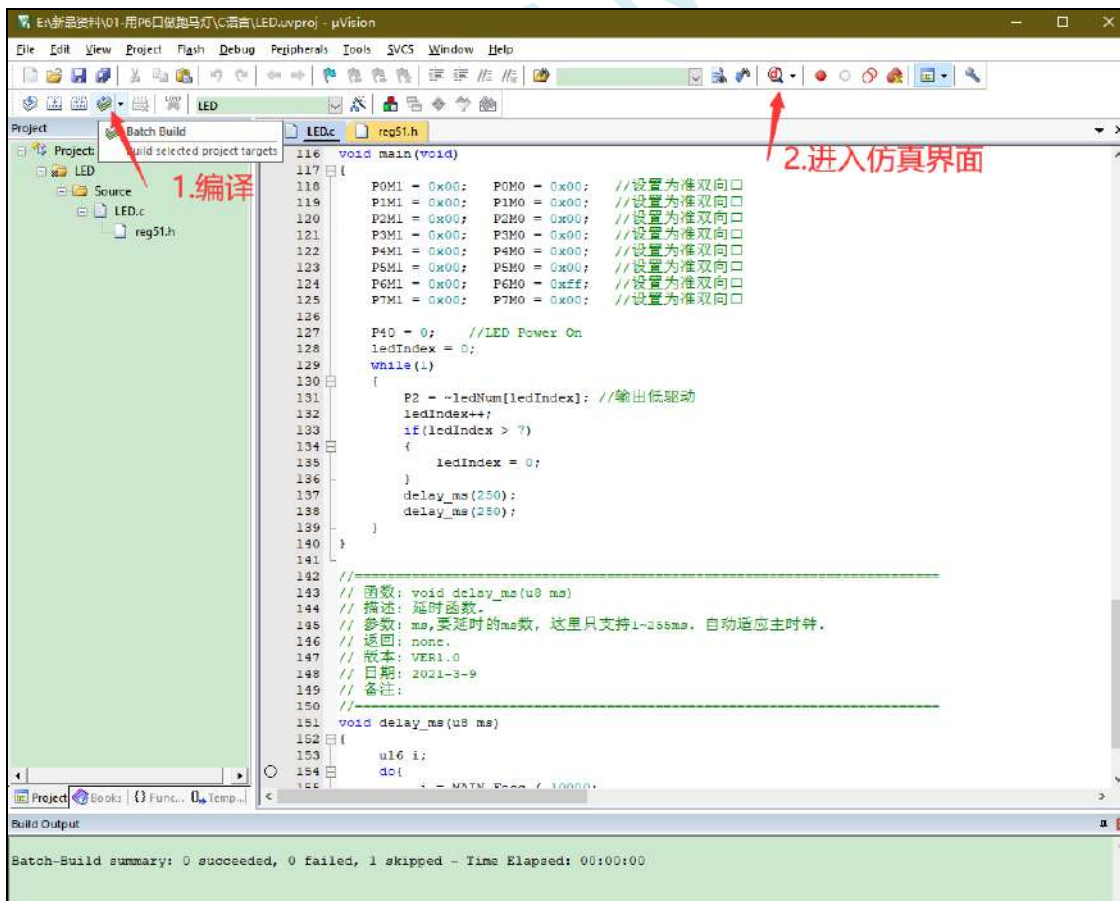 E:\新品资料\01-用P6口做跑马灯\C语言\LED.uvproj - µVision
File Edit View Project Flash Debug Peripherals Tools SVCS Window Help
LED
Project
Batch Build
Build selected project targets
LED.c
reg51.h
Project:
LED
Source
LED.c
reg51.h
1.编译
2.进入仿真界面
116 void main(void)
117 {
118 P0M1 = 0x00; P0M0 = 0x00; //设置为准双向口
119 P1M1 = 0x00; P1M0 = 0x00; //设置为准双向口
120 P2M1 = 0x00; P2M0 = 0x00; //设置为准双向口
121 P3M1 = 0x00; P3M0 = 0x00; //设置为准双向口
122 P4M1 = 0x00; P4M0 = 0x00; //设置为准双向口
123 P5M1 = 0x00; P5M0 = 0x00; //设置为准双向口
124 P6M1 = 0x00; P6M0 = 0xff; //设置为准双向口
125 P7M1 = 0x00; P7M0 = 0x00; //设置为准双向口
126
127 P40 = 0; //LED Power On
128 ledIndex = 0;
129 while(1)
130 {
131 P2 = ~ledNum[ledIndex]; //输出低驱动
132 ledIndex++;
133 if(ledIndex > 7)
134 {
135 ledIndex = 0;
136 }
137 delay_ms(250);
138 delay_ms(250);
139 }
140 }
141
142 //========================================================================
143 // 函数: void delay_ms(u8 ms)
144 // 描述: 延时函数。
145 // 参数: ms,要延时的ms数, 这里只支持1~255ms. 自动适应主时钟.
146 // 返回: none.
147 // 版本: VER1.0
148 // 日期: 2021-3-9
149 // 备注:
150 //========================================================================
151 void delay_ms(u8 ms)
152 {
153 u16 i;
154 do{
155 i = MAIN_Fosc / 10000;
Project Books {} Func... Temp...
Build Output
Batch-Build summary: 0 succeeded, 0 failed, 1 skipped - Time Elapsed: 00:00:00